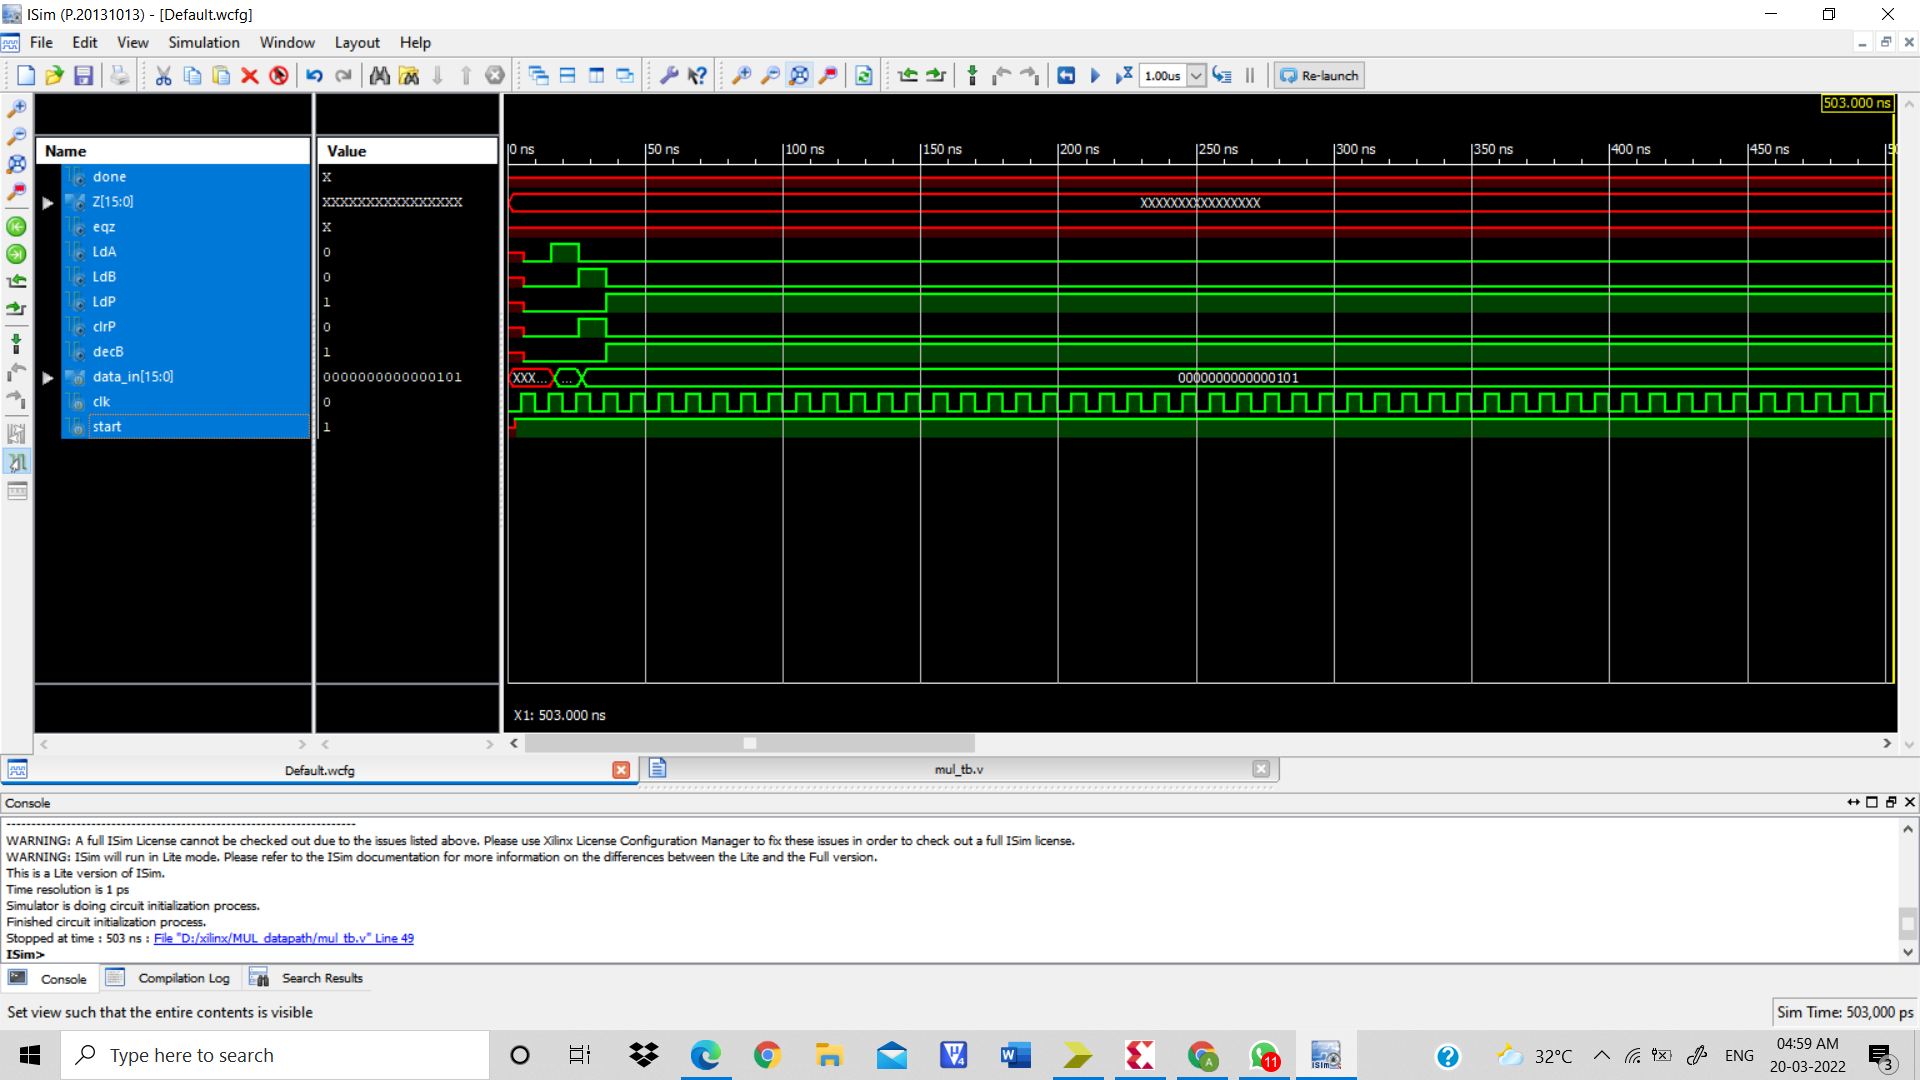 ISim (P.20131013) - [Default.wcfg]
File Edit View Simulation Window Layout Help
1.00us Re-launch
503.000 ns
Name Value
0 ns 50 ns 100 ns 150 ns 200 ns 250 ns 300 ns 350 ns 400 ns 450 ns
done X
Z[15:0] XXXXXXXXXXXXXXXX XXXXXXXXXXXXXXXX
eqz X
LdA 0
LdB 0
LdP 1
clrP 0
decB 1
data_in[15:0] 0000000000000101 XXX... ... 0000000000000101
clk 0
start 1
X1: 503.000 ns
Default.wcfg mul_tb.v
Console
WARNING: A full ISim License cannot be checked out due to the issues listed above. Please use Xilinx License Configuration Manager to fix these issues in order to check out a full ISim license.
WARNING: ISim will run in Lite mode. Please refer to the ISim documentation for more information on the differences between the Lite and the Full version.
This is a Lite version of ISim.
Time resolution is 1 ps
Simulator is doing circuit initialization process.
Finished circuit initialization process.
Stopped at time : 503 ns : File "D:/xilinx/MUL_datapath/mul_tb.v" Line 49
ISim>
Console Compilation Log Search Results
Set view such that the entire contents is visible
Sim Time: 503,000 ps
Type here to search
11
32°C
ENG
04:59 AM
20-03-2022
3